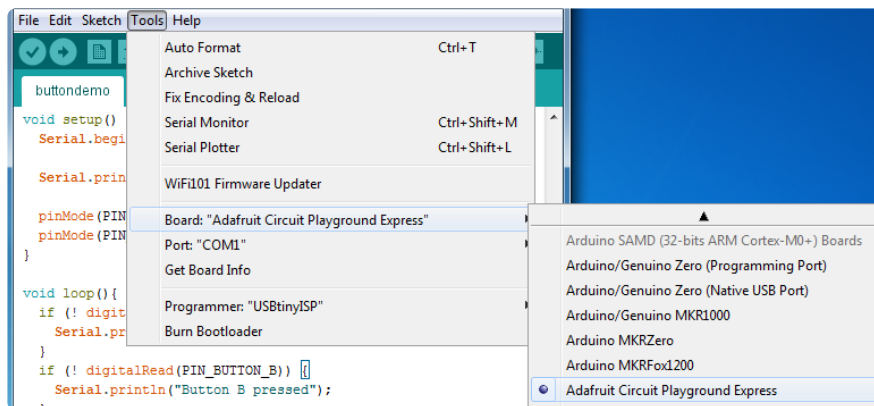 File Edit Sketch Tools Help
Auto Format Ctrl+T
Archive Sketch
Fix Encoding & Reload
Serial Monitor Ctrl+Shift+M
Serial Plotter Ctrl+Shift+L
WiFi101 Firmware Updater
Board: "Adafruit Circuit Playground Express"
Port: "COM1"
Get Board Info
Programmer: "USBtinyISP"
Burn Bootloader
Arduino SAMD (32-bits ARM Cortex-M0+) Boards
Arduino/Genuino Zero (Programming Port)
Arduino/Genuino Zero (Native USB Port)
Arduino/Genuino MKR1000
Arduino MKRZero
Arduino MKRFox1200
Adafruit Circuit Playground Express
buttondemo
void setup()
Serial.begi
Serial.prin
pinMode(PIN
pinMode(PIN
}
void loop(){
if (! digit
Serial.pr
}
if (! digitalRead(PIN_BUTTON_B)) {
Serial.println("Button B pressed");